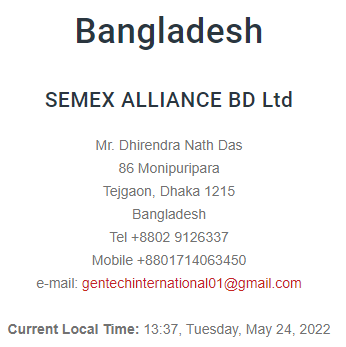 Bangladesh
SEMEX ALLIANCE BD Ltd
Mr. Dhirendra Nath Das
86 Monipuripara
Tejgaon, Dhaka 1215
Bangladesh
Tel +8802 9126337
Mobile +8801714063450
e-mail: gentechinternational01@gmail.com
Current Local Time: 13:37, Tuesday, May 24, 2022